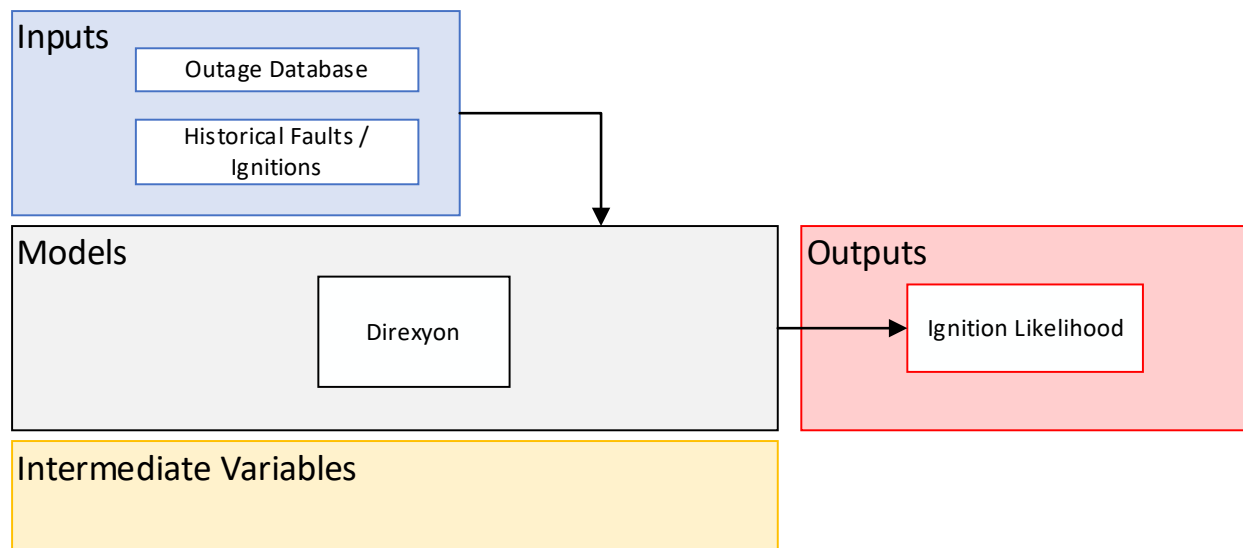 Inputs
Outage Database
Historical Faults /
Ignitions
Models
Direxyon
Outputs
Ignition Likelihood
Intermediate Variables